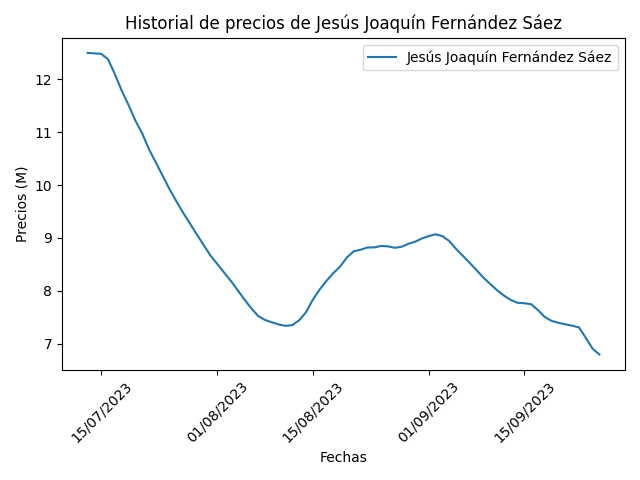 Historial de precios de Jesús Joaquín Fernández Sáez
Jesús Joaquín Fernández Sáez
Precios (M)
12
11
10
9
8
7
15/07/2023
01/08/2023
15/08/2023
01/09/2023
15/09/2023
Fechas